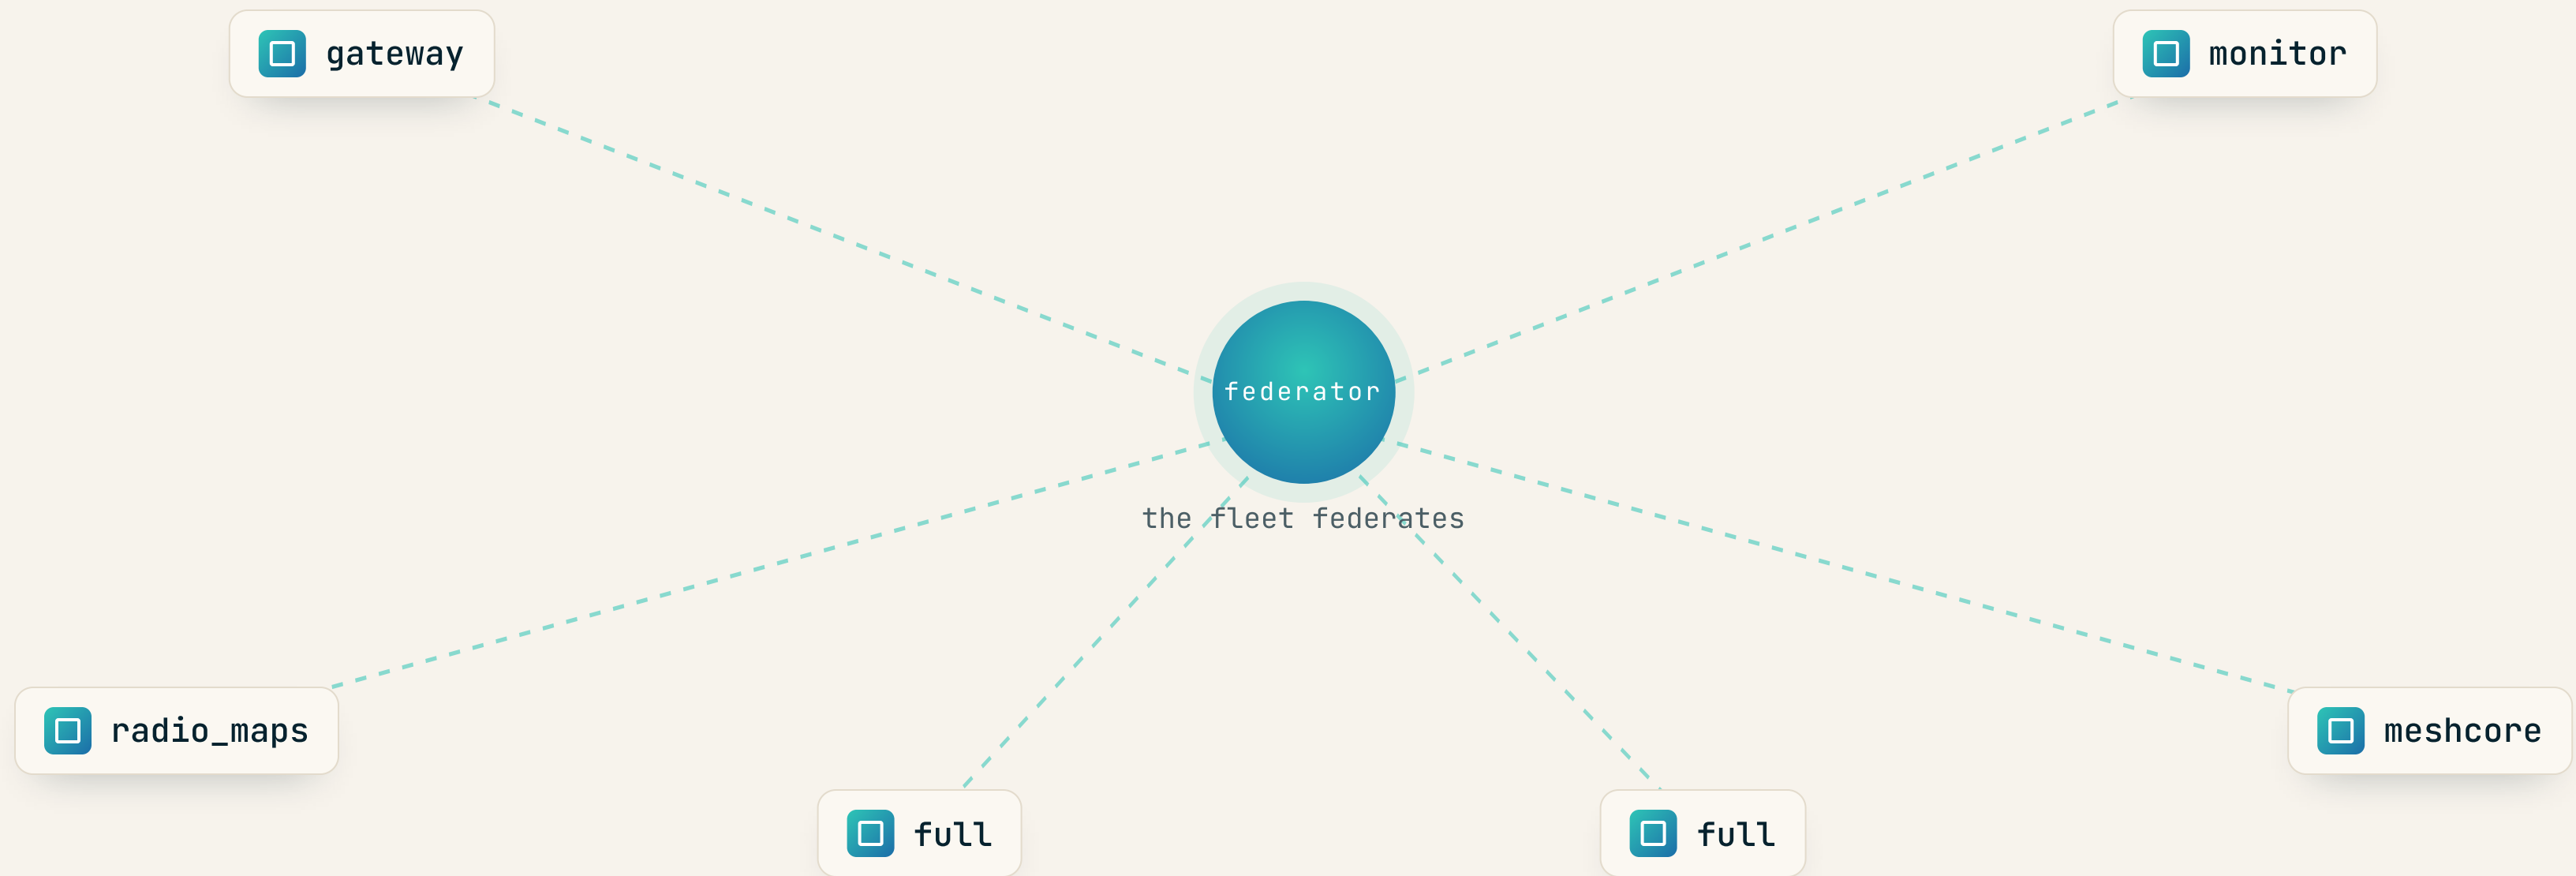 gateway
monitor
federator
the fleet federates
radio_maps
meshcore
full
full